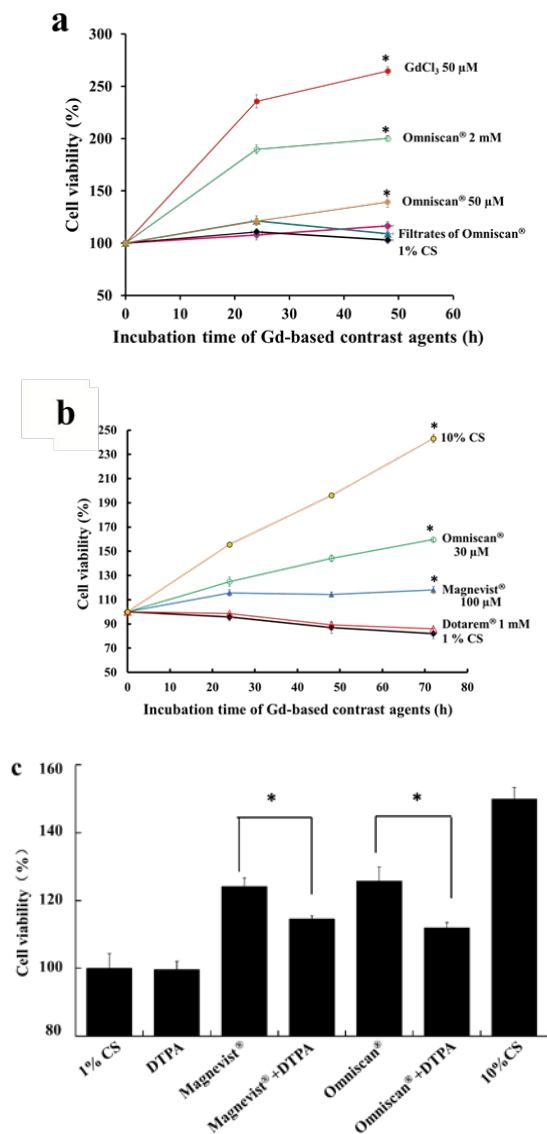 a
300
250
200
150
100
50
0 10 20 30 40 50 60
Cell viability (%)
Incubation time of Gd-based contrast agents (h)
*
GdCl₃ 50 µM
*
Omniscan® 2 mM
*
Omniscan® 50 µM
Filtrates of Omniscan®
1% CS
b
250
230
210
190
170
150
130
110
90
70
50
0 10 20 30 40 50 60 70 80
Cell viability (%)
Incubation time of Gd-based contrast agents (h)
*
10% CS
*
Omniscan®
30 µM
*
Magnevist®
100 µM
Dotarem® 1 mM
1 % CS
c
160
140
120
100
80
Cell viability (%)
*
*
1% CS
DTPA
Magnevist®
Magnevist® +DTPA
Omniscan®
Omniscan® +DTPA
10%CS